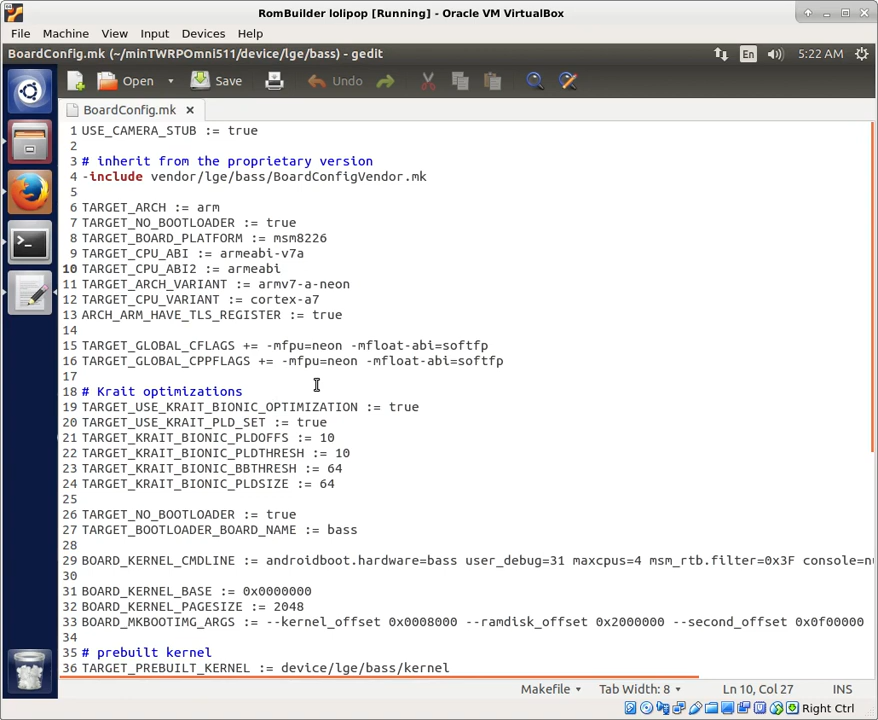 RomBuilder lolipop [Running] - Oracle VM VirtualBox
File Machine View Input Devices Help
BoardConfig.mk (~/minTWRPOmni511/device/lge/bass) - gedit
En
5:22 AM
Open Save Undo
BoardConfig.mk
1 USE_CAMERA_STUB := true
2
3 # inherit from the proprietary version
4 -include vendor/lge/bass/BoardConfigVendor.mk
5
6 TARGET_ARCH := arm
7 TARGET_NO_BOOTLOADER := true
8 TARGET_BOARD_PLATFORM := msm8226
9 TARGET_CPU_ABI := armeabi-v7a
10 TARGET_CPU_ABI2 := armeabi
11 TARGET_ARCH_VARIANT := armv7-a-neon
12 TARGET_CPU_VARIANT := cortex-a7
13 ARCH_ARM_HAVE_TLS_REGISTER := true
14
15 TARGET_GLOBAL_CFLAGS += -mfpu=neon -mfloat-abi=softfp
16 TARGET_GLOBAL_CPPFLAGS += -mfpu=neon -mfloat-abi=softfp
17
18 # Krait optimizations
19 TARGET_USE_KRAIT_BIONIC_OPTIMIZATION := true
20 TARGET_USE_KRAIT_PLD_SET := true
21 TARGET_KRAIT_BIONIC_PLDOFFS := 10
22 TARGET_KRAIT_BIONIC_PLDTHRESH := 10
23 TARGET_KRAIT_BIONIC_BBTHRESH := 64
24 TARGET_KRAIT_BIONIC_PLDSIZE := 64
25
26 TARGET_NO_BOOTLOADER := true
27 TARGET_BOOTLOADER_BOARD_NAME := bass
28
29 BOARD_KERNEL_CMDLINE := androidboot.hardware=bass user_debug=31 maxcpus=4 msm_rtb.filter=0x3F console=nu
30
31 BOARD_KERNEL_BASE := 0x0000000
32 BOARD_KERNEL_PAGESIZE := 2048
33 BOARD_MKBOOTIMG_ARGS := --kernel_offset 0x0008000 --ramdisk_offset 0x2000000 --second_offset 0x0f00000
34
35 # prebuilt kernel
36 TARGET_PREBUILT_KERNEL := device/lge/bass/kernel
Makefile Tab Width: 8 Ln 10, Col 27 INS
Right Ctrl